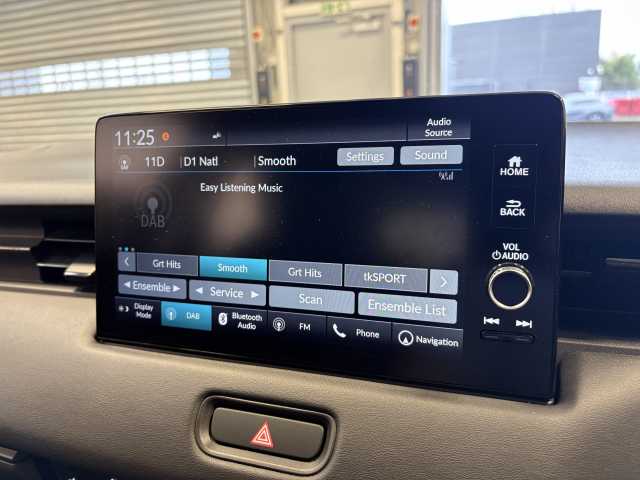 Audio
Source
11:25
11D D1 Natl Smooth Settings Sound
Easy Listening Music
DAB
HOME
BACK
VOL
AUDIO
Grt Hits Smooth Grt Hits tkSPORT
Ensemble Service Scan Ensemble List
Display
Mode
DAB
Bluetooth
Audio
FM
Phone
Navigation